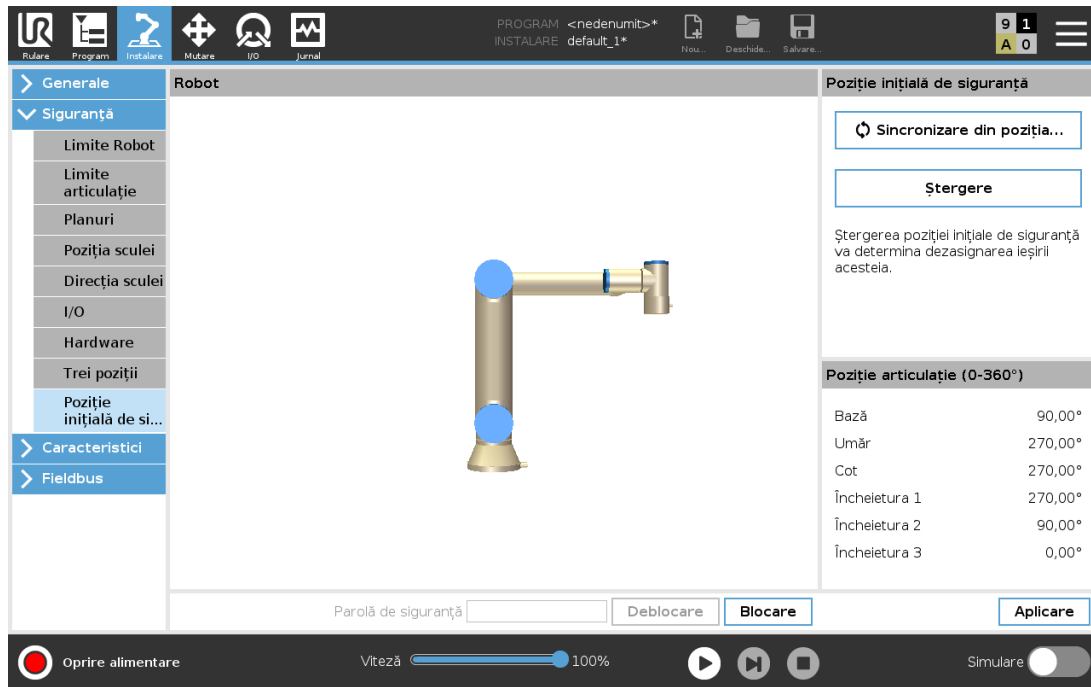 PROGRAM <nedenumit>*
INSTALARE default_1*
Rulare Program Instalare Mutare I/O Jurnal Nou... Deschide... Salvare...
9 1
A 0
Generale
Siguranță
Limite Robot
Limite
articulație
Planuri
Poziția sculei
Direcția sculei
I/O
Hardware
Trei poziții
Poziție
inițială de si...
Caracteristici
Fieldbus
Robot
Poziție inițială de siguranță
Sincronizare din poziția...
Ștergere
Ștergerea poziției inițiale de siguranță
va determina dezasignarea ieșirii
acesteia.
Poziție articulație (0-360°)
Bază 90,00°
Umăr 270,00°
Cot 270,00°
Încheietura 1 270,00°
Încheietura 2 90,00°
Încheietura 3 0,00°
Parolă de siguranță Deblocare Blocare Aplicare
Oprire alimentare Viteză 100% Simulare